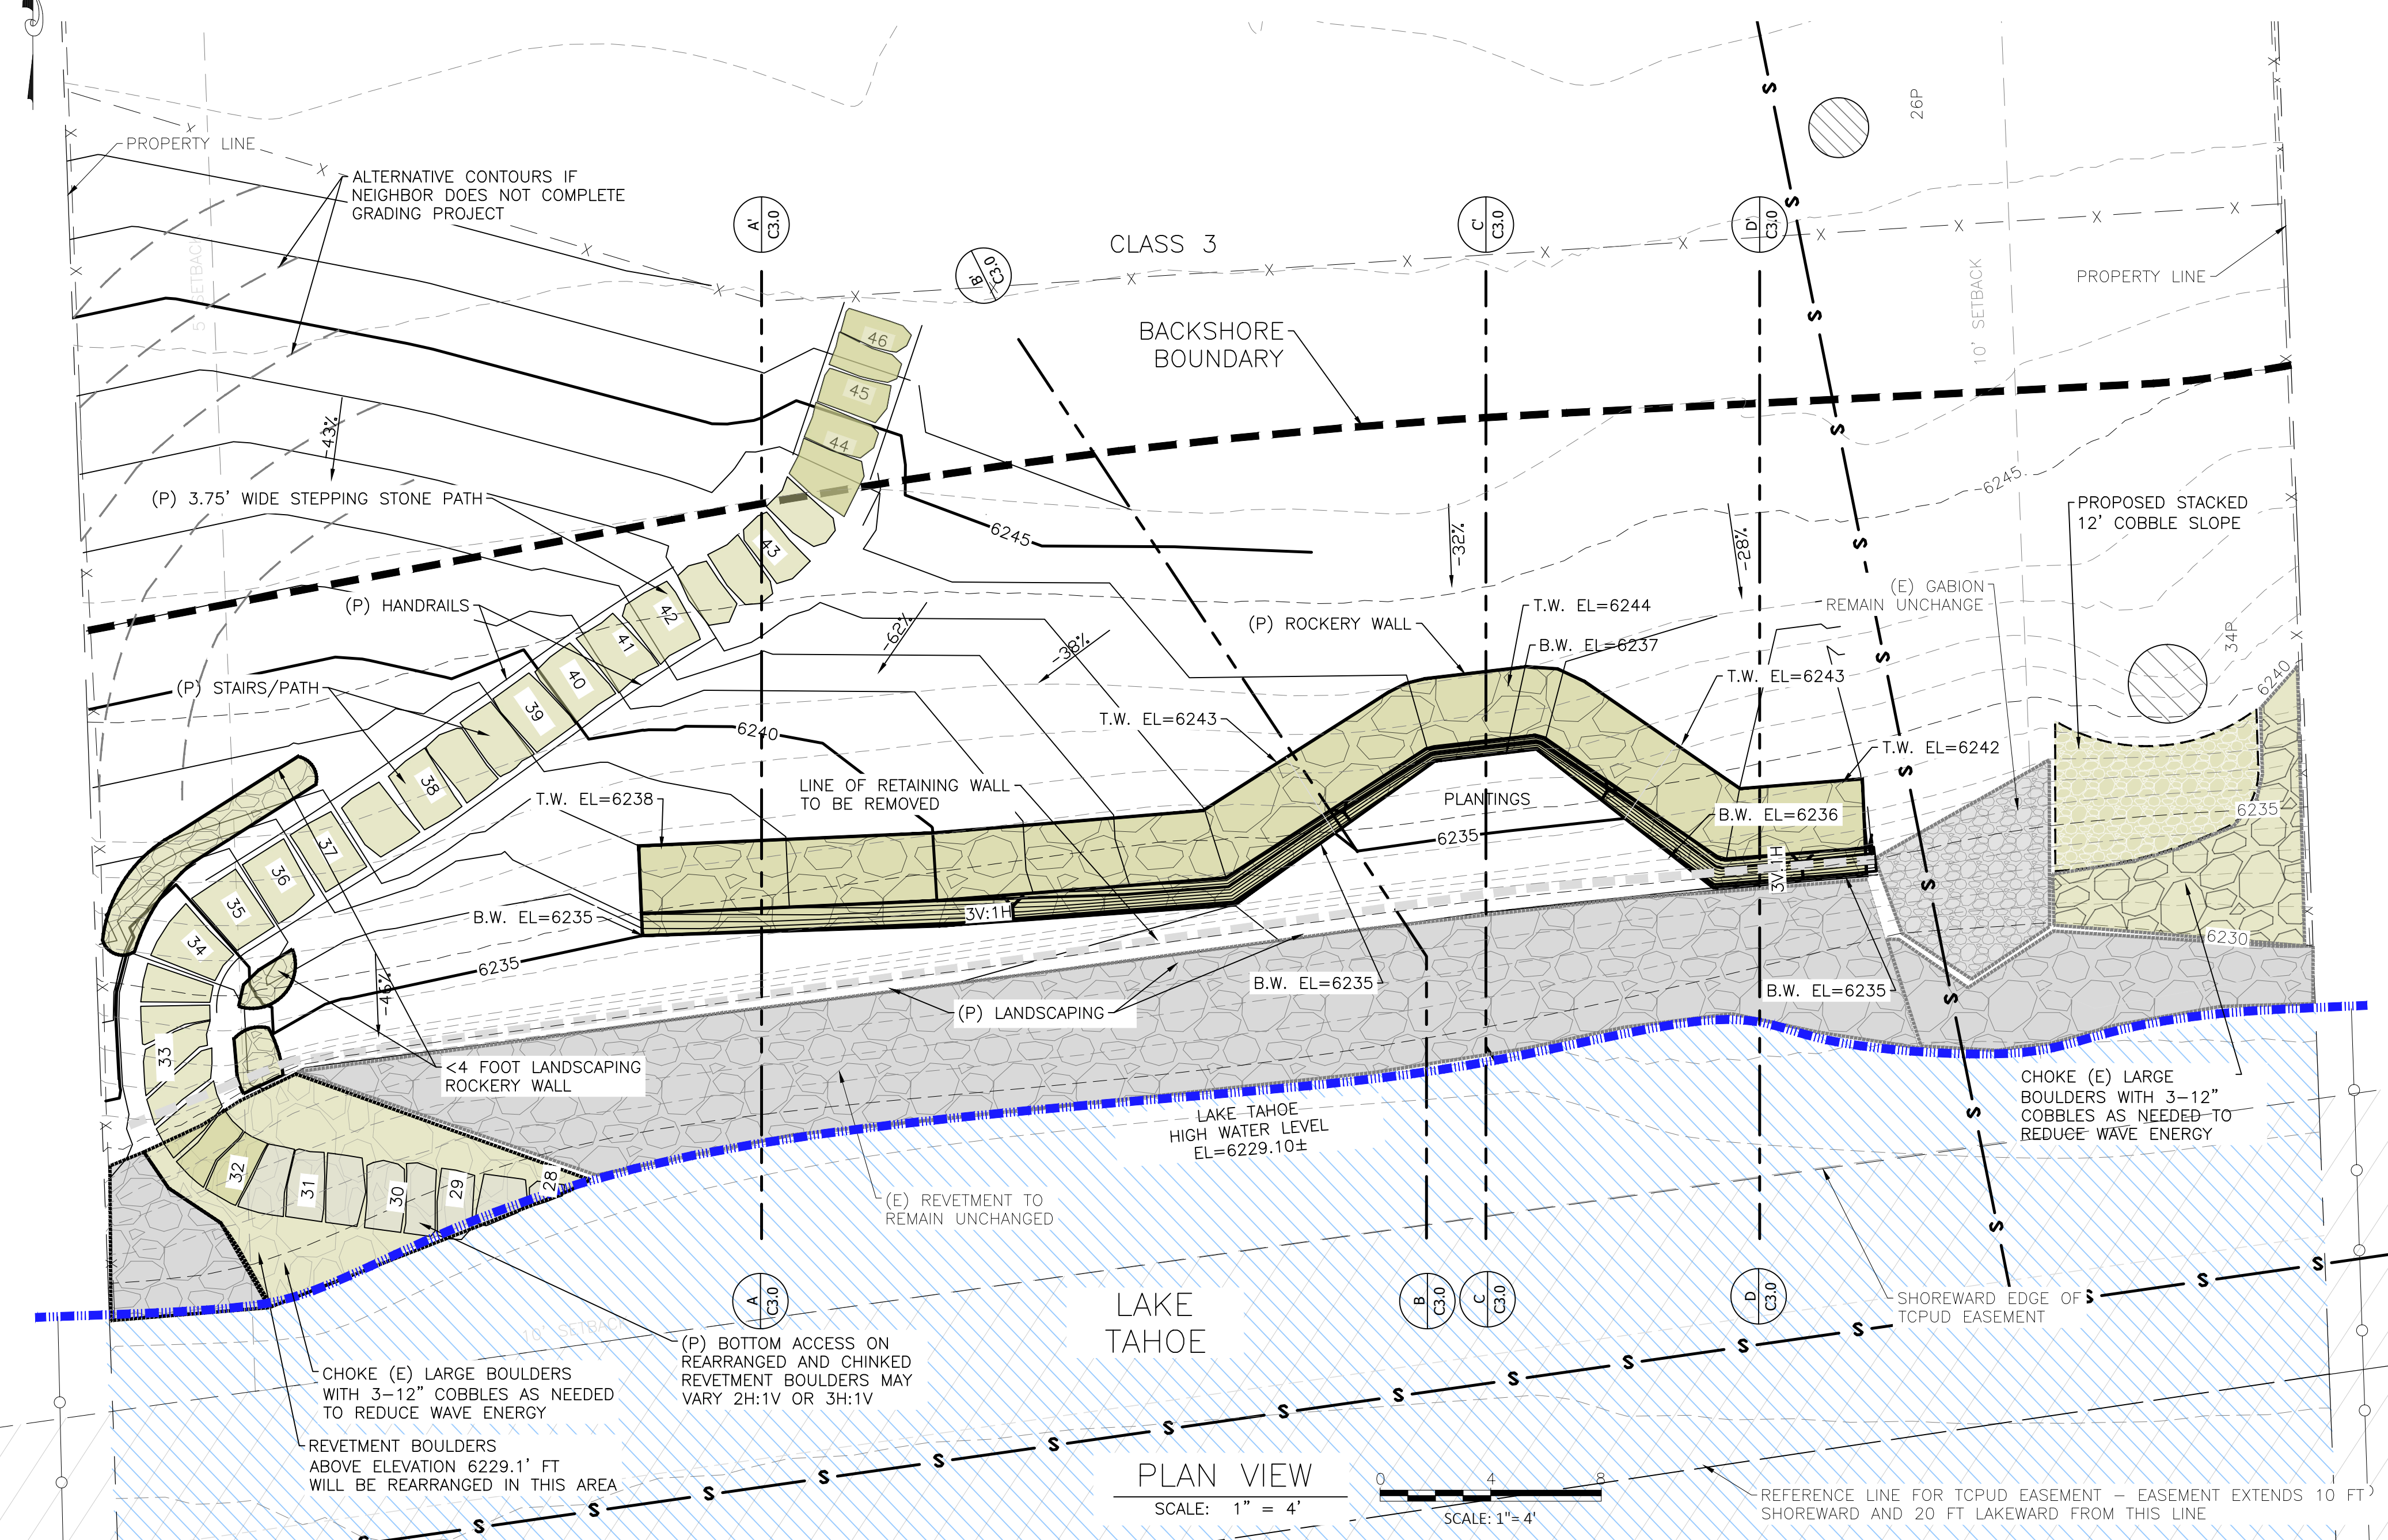 PROPERTY LINE
26P
ALTERNATIVE CONTOURS IF
NEIGHBOR DOES NOT COMPLETE
GRADING PROJECT
A'
C3.0
C'
C3.0
D'
C3.0
CLASS 3
B'
C3.0
5' SETBACK
10' SETBACK
PROPERTY LINE
BACKSHORE
BOUNDARY
46
45
44
-43%
(P) 3.75' WIDE STEPPING STONE PATH
6245
-32%
-28%
6245
PROPOSED STACKED
12' COBBLE SLOPE
43
(E) GABION
REMAIN UNCHANGE
(P) HANDRAILS
42
41
40
39
38
37
36
35
34
33
32
31
30
29
28
-62%
-38%
(P) ROCKERY WALL
T.W. EL=6244
B.W. EL=6237
34P
T.W. EL=6243
6240
(P) STAIRS/PATH
T.W. EL=6243
6240
T.W. EL=6242
LINE OF RETAINING WALL
TO BE REMOVED
T.W. EL=6238
PLANTINGS
B.W. EL=6236
6235
6235
3V:1H
B.W. EL=6235
3V:1H
6235
6230
-46%
B.W. EL=6235
B.W. EL=6235
(P) LANDSCAPING
<4 FOOT LANDSCAPING
ROCKERY WALL
LAKE TAHOE
HIGH WATER LEVEL
EL=6229.10±
CHOKE (E) LARGE
BOULDERS WITH 3-12"
COBBLES AS NEEDED TO
REDUCE WAVE ENERGY
(E) REVETMENT TO
REMAIN UNCHANGED
A
C3.0
B
C3.0
C
C3.0
D
C3.0
LAKE
TAHOE
SHOREWARD EDGE OF
TCPUD EASEMENT
10' SETBACK
(P) BOTTOM ACCESS ON
REARRANGED AND CHINKED
REVETMENT BOULDERS MAY
VARY 2H:1V OR 3H:1V
CHOKE (E) LARGE BOULDERS
WITH 3-12" COBBLES AS NEEDED
TO REDUCE WAVE ENERGY
REVETMENT BOULDERS
ABOVE ELEVATION 6229.1' FT
WILL BE REARRANGED IN THIS AREA
PLAN VIEW
SCALE: 1" = 4'
0 4 8
SCALE: 1"= 4'
REFERENCE LINE FOR TCPUD EASEMENT - EASEMENT EXTENDS 10 FT
SHOREWARD AND 20 FT LAKEWARD FROM THIS LINE